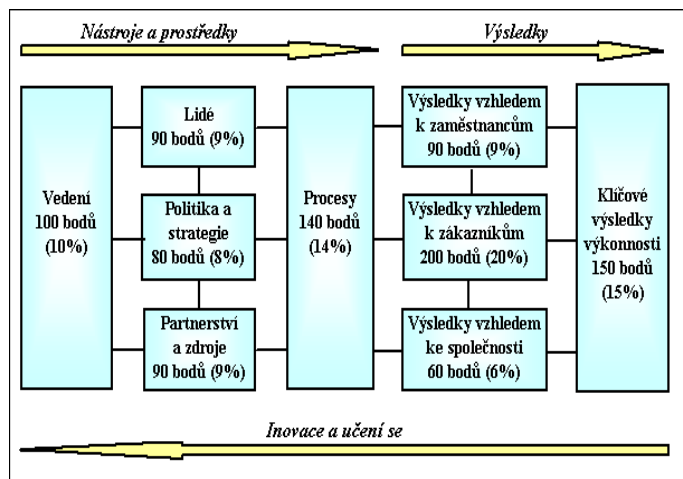 Nástroje a prostředky
Výsledky
Vedení
100 bodů
(10%)
Lidé
90 bodů (9%)
Politika a
strategie
80 bodů (8%)
Partnerství
a zdroje
90 bodů (9%)
Procesy
140 bodů
(14%)
Výsledky vzhledem
k zaměstnancům
90 bodů (9%)
Výsledky vzhledem
k zákazníkům
200 bodů (20%)
Výsledky vzhledem
ke společnosti
60 bodů (6%)
Klíčové
výsledky
výkonnosti
150 bodů
(15%)
Inovace a učení se